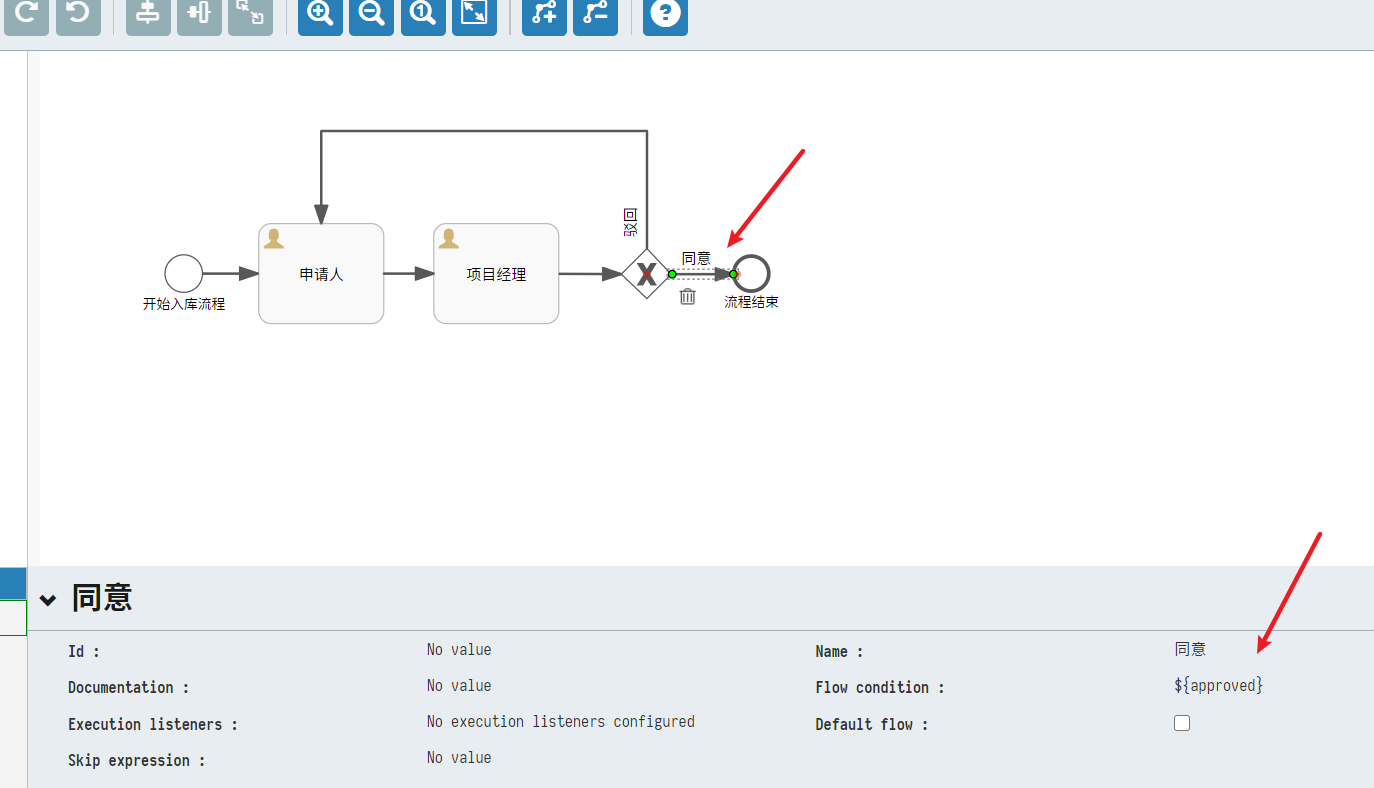 1
?
驳回
同意
申请人
项目经理
X
开始入库流程
流程结束
同意
Id :
No value
Name :
同意
Documentation :
No value
Flow condition :
${approved}
Execution listeners :
No execution listeners configured
Default flow :
Skip expression :
No value